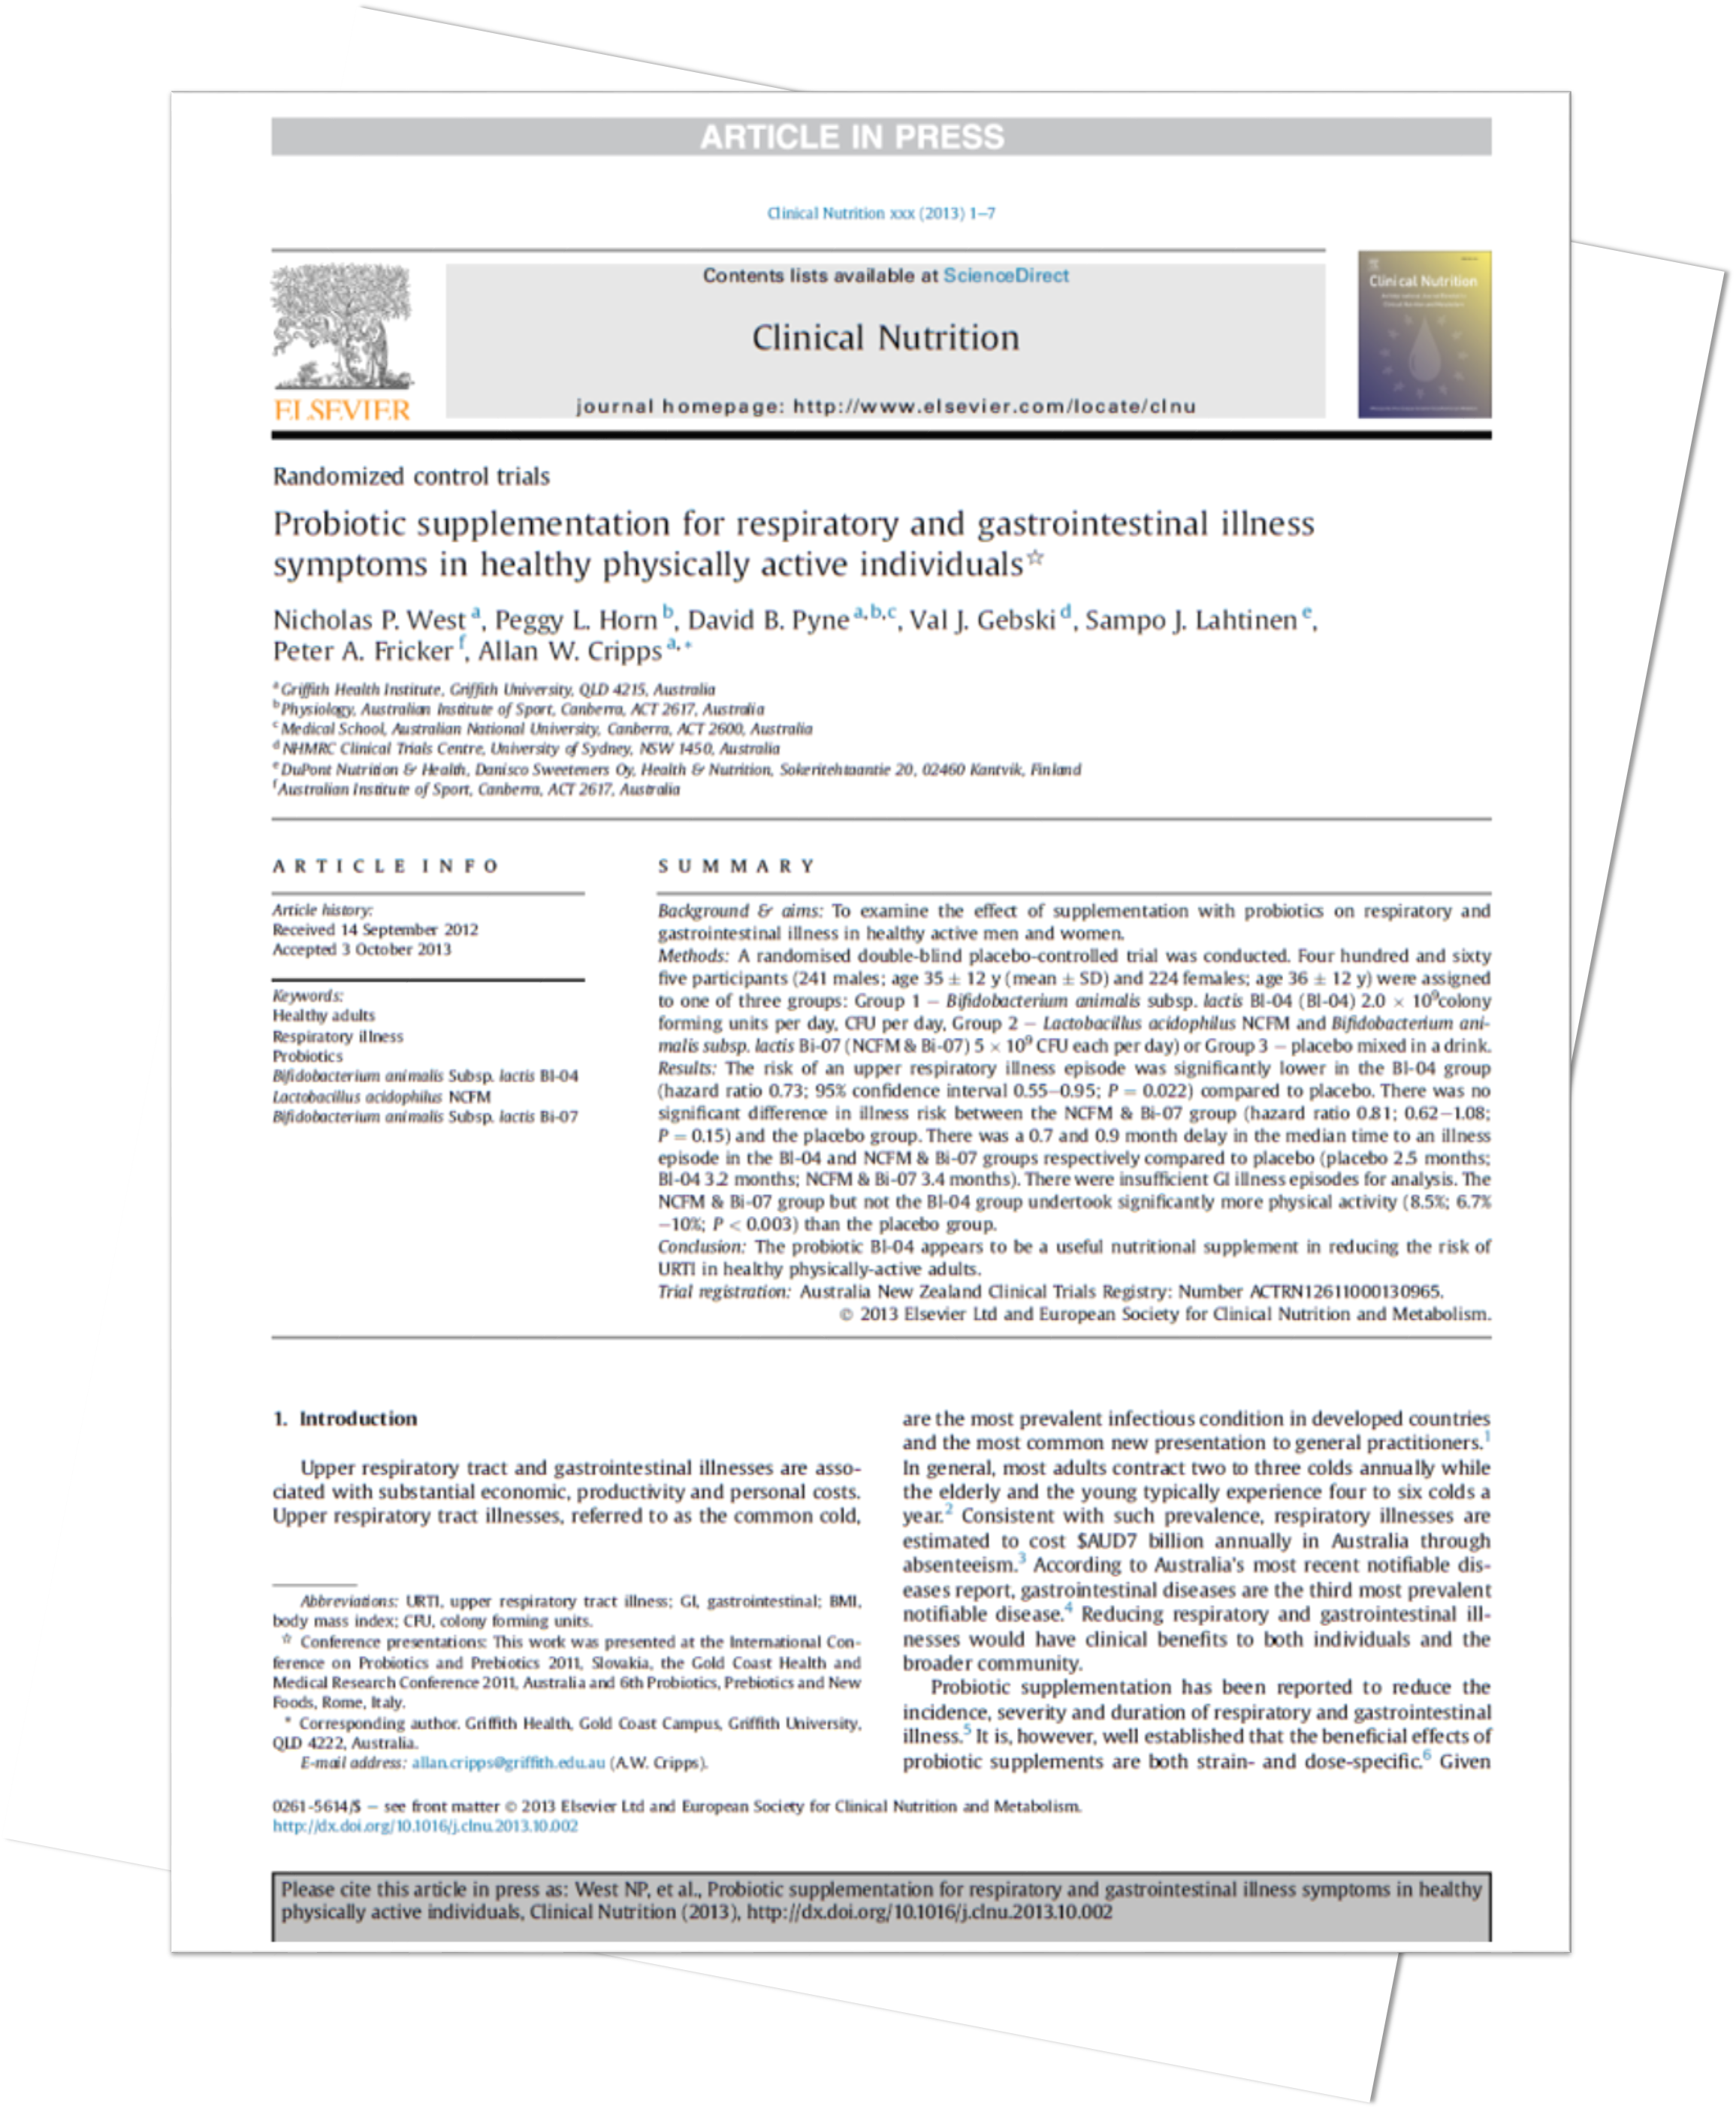 ARTICLE IN PRESS
Clinical Nutrition xxx (2013) 1–7
Contents lists available at ScienceDirect
Clinical Nutrition
journal homepage: http://www.elsevier.com/locate/clnu
ELSEVIER
Clinical Nutrition
Randomized control trials
Probiotic supplementation for respiratory and gastrointestinal illness
symptoms in healthy physically active individuals☆
Nicholas P. West a, Peggy L. Horn b, David B. Pyne a,b,c, Val J. Gebski d, Sampo J. Lahtinen e,
Peter A. Fricker f, Allan W. Cripps a,*
a Griffith Health Institute, Griffith University, QLD 4215, Australia
b Physiology, Australian Institute of Sport, Canberra, ACT 2617, Australia
c Medical School, Australian National University, Canberra, ACT 2600, Australia
d NHMRC Clinical Trials Centre, University of Sydney, NSW 1450, Australia
e DuPont Nutrition & Health, Danisco Sweeteners Oy, Health & Nutrition, Sokeritehtaantie 20, 02460 Kantvik, Finland
f Australian Institute of Sport, Canberra, ACT 2617, Australia
ARTICLE INFO
Article history:
Received 14 September 2012
Accepted 3 October 2013
Keywords:
Healthy adults
Respiratory illness
Probiotics
Bifidobacterium animalis Subsp. lactis Bl-04
Lactobacillus acidophilus NCFM
Bifidobacterium animalis Subsp. lactis Bi-07
SUMMARY
Background & aims: To examine the effect of supplementation with probiotics on respiratory and
gastrointestinal illness in healthy active men and women.
Methods: A randomised double-blind placebo-controlled trial was conducted. Four hundred and sixty
five participants (241 males; age 35 ± 12 y (mean ± SD) and 224 females; age 36 ± 12 y) were assigned
to one of three groups: Group 1 – Bifidobacterium animalis subsp. lactis Bl-04 (Bl-04) 2.0 × 10⁹colony
forming units per day, CFU per day, Group 2 – Lactobacillus acidophilus NCFM and Bifidobacterium ani-
malis subsp. lactis Bi-07 (NCFM & Bi-07) 5 × 10⁹ CFU each per day) or Group 3 – placebo mixed in a drink.
Results: The risk of an upper respiratory illness episode was significantly lower in the Bl-04 group
(hazard ratio 0.73; 95% confidence interval 0.55–0.95; P = 0.022) compared to placebo. There was no
significant difference in illness risk between the NCFM & Bi-07 group (hazard ratio 0.81; 0.62–1.08;
P = 0.15) and the placebo group. There was a 0.7 and 0.9 month delay in the median time to an illness
episode in the Bl-04 and NCFM & Bi-07 groups respectively compared to placebo (placebo 2.5 months;
Bl-04 3.2 months; NCFM & Bi-07 3.4 months). There were insufficient GI illness episodes for analysis. The
NCFM & Bi-07 group but not the Bl-04 group undertook significantly more physical activity (8.5%; 6.7%
–10%; P < 0.003) than the placebo group.
Conclusion: The probiotic Bl-04 appears to be a useful nutritional supplement in reducing the risk of
URTI in healthy physically-active adults.
Trial registration: Australia New Zealand Clinical Trials Registry: Number ACTRN12611000130965.
© 2013 Elsevier Ltd and European Society for Clinical Nutrition and Metabolism.
1. Introduction
Upper respiratory tract and gastrointestinal illnesses are asso-
ciated with substantial economic, productivity and personal costs.
Upper respiratory tract illnesses, referred to as the common cold,
Abbreviations: URTI, upper respiratory tract illness; GI, gastrointestinal; BMI,
body mass index; CFU, colony forming units.
☆ Conference presentations: This work was presented at the International Con-
ference on Probiotics and Prebiotics 2011, Slovakia, the Gold Coast Health and
Medical Research Conference 2011, Australia and 6th Probiotics, Prebiotics and New
Foods, Rome, Italy.
* Corresponding author. Griffith Health, Gold Coast Campus, Griffith University,
QLD 4222, Australia.
E-mail address: allan.cripps@griffith.edu.au (A.W. Cripps).
are the most prevalent infectious condition in developed countries
and the most common new presentation to general practitioners.¹
In general, most adults contract two to three colds annually while
the elderly and the young typically experience four to six colds a
year.² Consistent with such prevalence, respiratory illnesses are
estimated to cost $AUD7 billion annually in Australia through
absenteeism.³ According to Australia's most recent notifiable dis-
eases report, gastrointestinal diseases are the third most prevalent
notifiable disease.⁴ Reducing respiratory and gastrointestinal ill-
nesses would have clinical benefits to both individuals and the
broader community.
Probiotic supplementation has been reported to reduce the
incidence, severity and duration of respiratory and gastrointestinal
illness.⁵ It is, however, well established that the beneficial effects of
probiotic supplements are both strain- and dose-specific.⁶ Given
0261-5614/$ – see front matter © 2013 Elsevier Ltd and European Society for Clinical Nutrition and Metabolism.
http://dx.doi.org/10.1016/j.clnu.2013.10.002
Please cite this article in press as: West NP, et al., Probiotic supplementation for respiratory and gastrointestinal illness symptoms in healthy
physically active individuals, Clinical Nutrition (2013), http://dx.doi.org/10.1016/j.clnu.2013.10.002